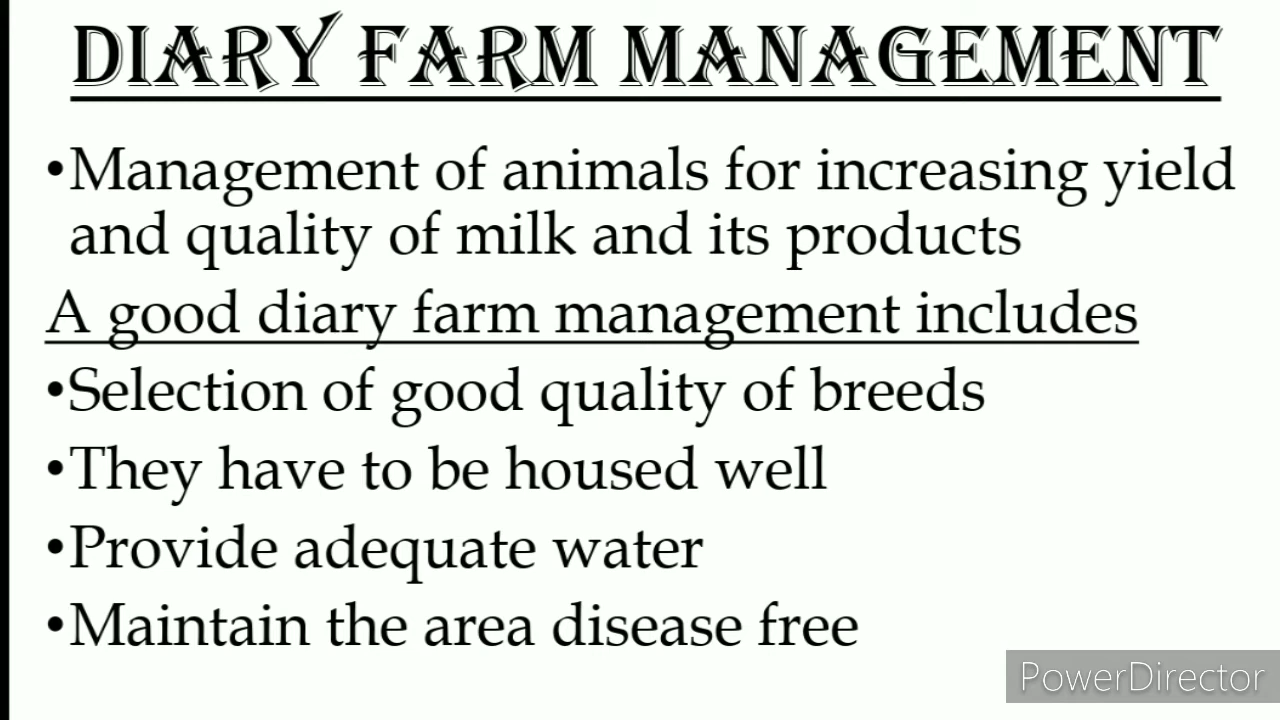 DIARY FARM MANAGEMENT
•Management of animals for increasing yield
and quality of milk and its products
A good diary farm management includes
•Selection of good quality of breeds
•They have to be housed well
•Provide adequate water
•Maintain the area disease free
PowerDirector